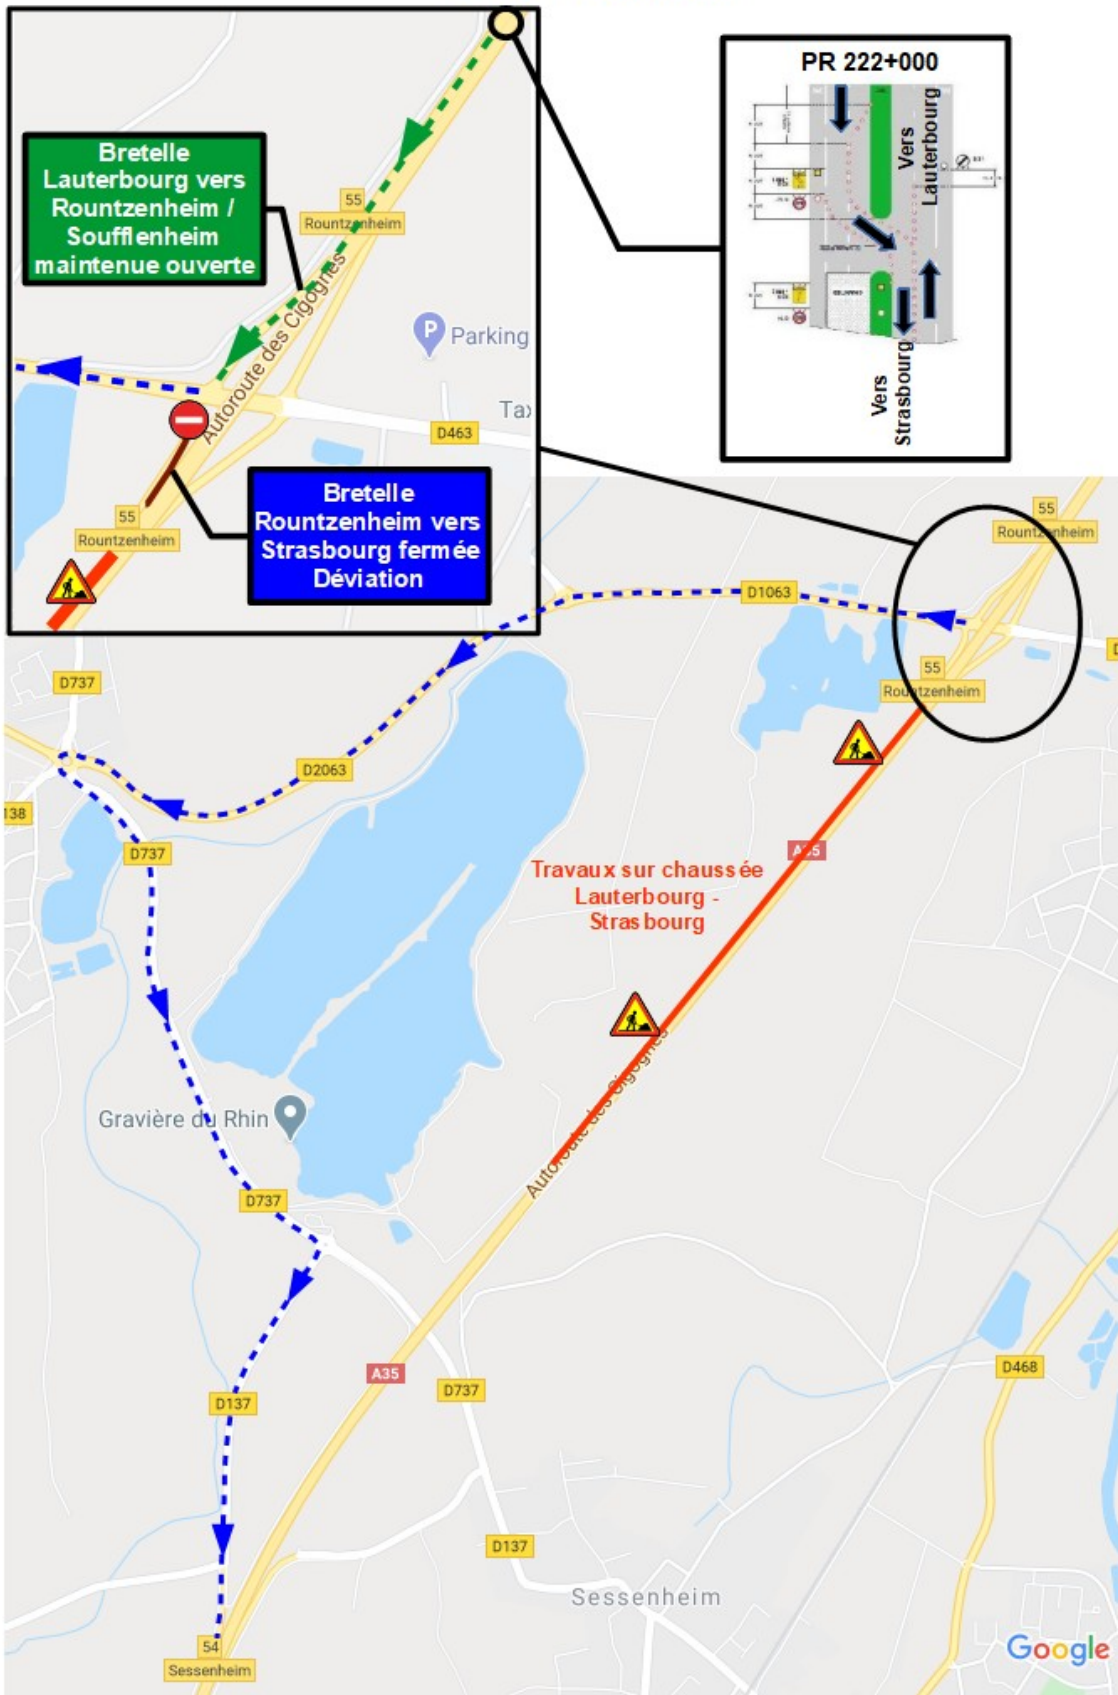 PR 222+000
Vers
Lauterbourg
Vers
Strasbourg
Bretelle
Lauterbourg vers
Rountzenheim /
Soufflenheim
maintenue ouverte
55
Rountzenheim
Autoroute des Cigognes
P
Parking
Tax
D463
Bretelle
Rountzenheim vers
Strasbourg fermée
Déviation
55
Rountzenheim
55
Rountzenheim
D1063
D
55
Rountzenheim
D737
D2063
138
D737
A35
Travaux sur chaussée
Lauterbourg -
Strasbourg
Autoroute des Cigognes
Gravière du Rhin
D737
A35
D737
D468
D137
D137
Sessenheim
54
Sessenheim
Google